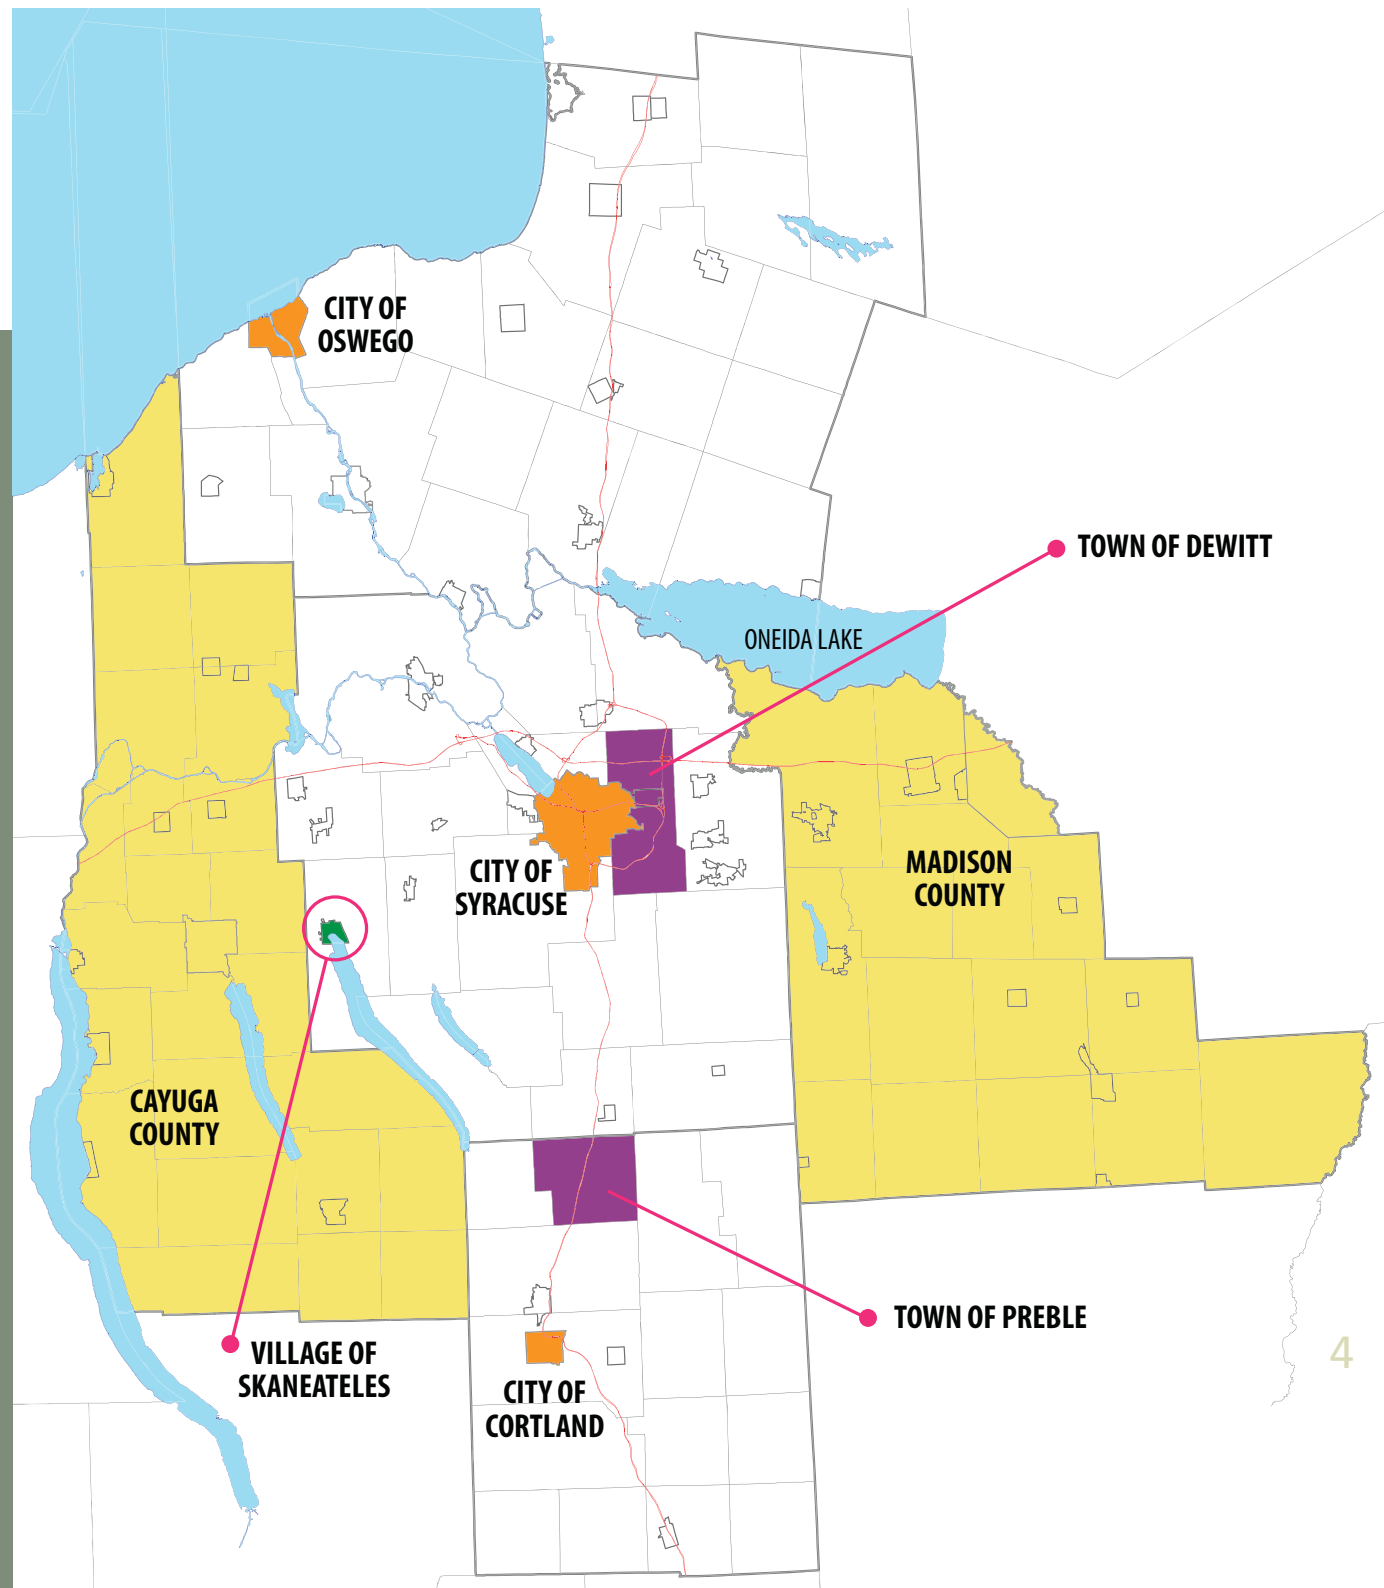 CITY OF
OSWEGO
TOWN OF DEWITT
ONEIDA LAKE
CITY OF
SYRACUSE
MADISON
COUNTY
CAYUGA
COUNTY
TOWN OF PREBLE
VILLAGE OF
SKANEATELES
CITY OF
CORTLAND
4